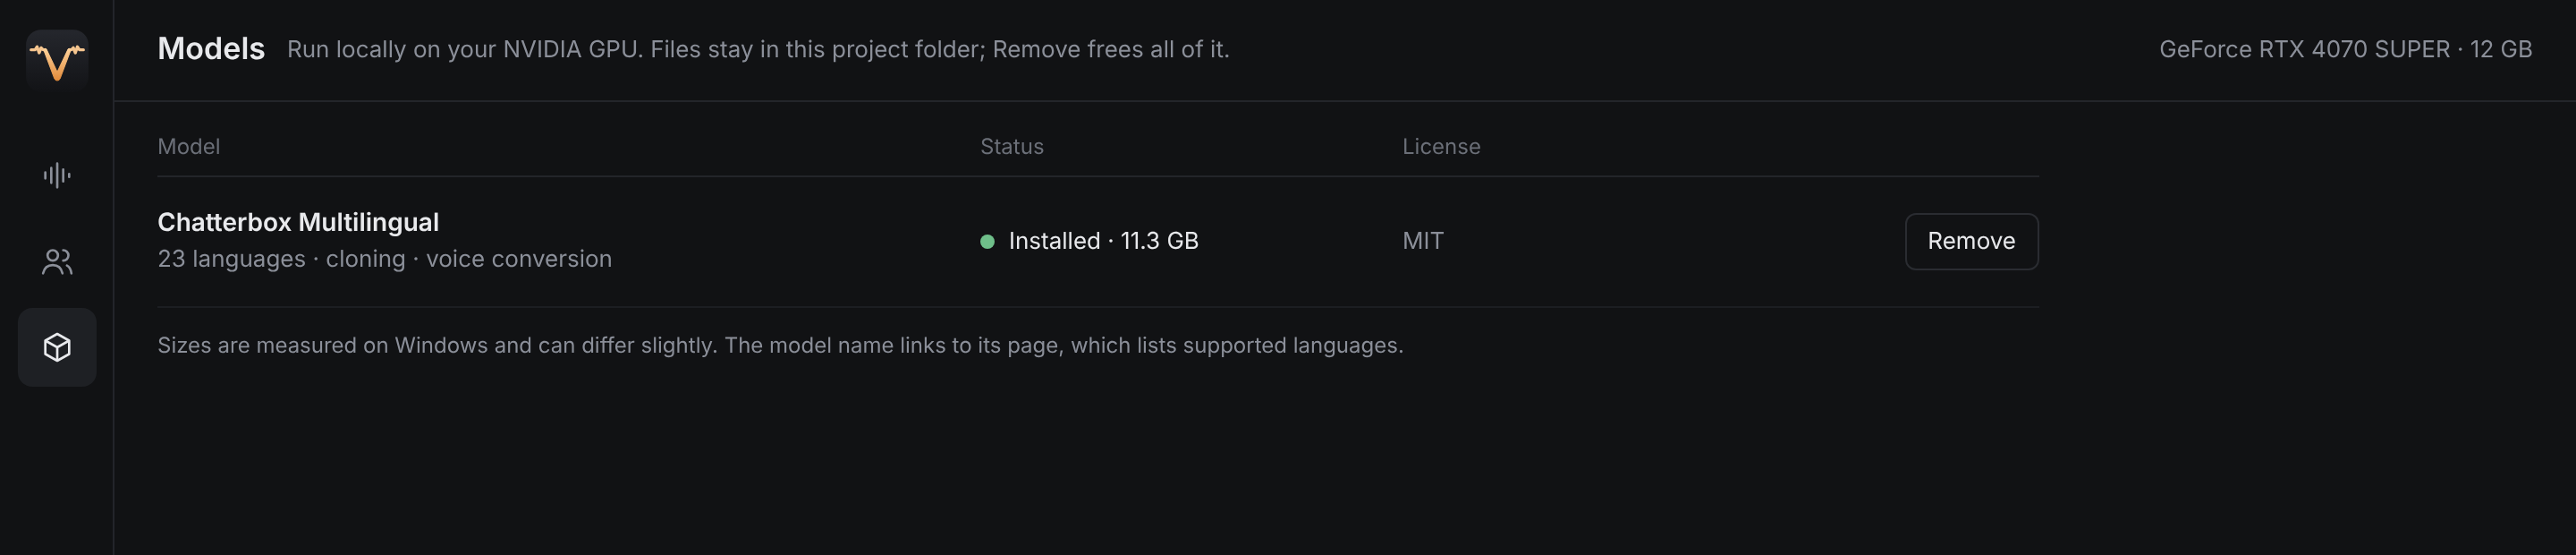 Models Run locally on your NVIDIA GPU. Files stay in this project folder; Remove frees all of it. GeForce RTX 4070 SUPER · 12 GB
Model Status License
Chatterbox Multilingual
23 languages · cloning · voice conversion
Installed · 11.3 GB MIT Remove
Sizes are measured on Windows and can differ slightly. The model name links to its page, which lists supported languages.